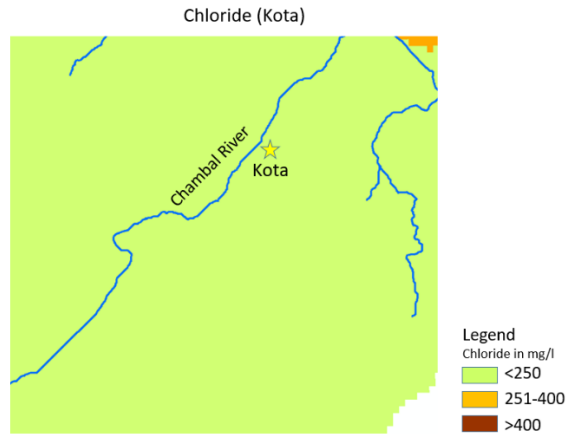 Chloride (Kota)
Chambal River
Kota
Legend
Chloride in mg/l
<250
251-400
>400